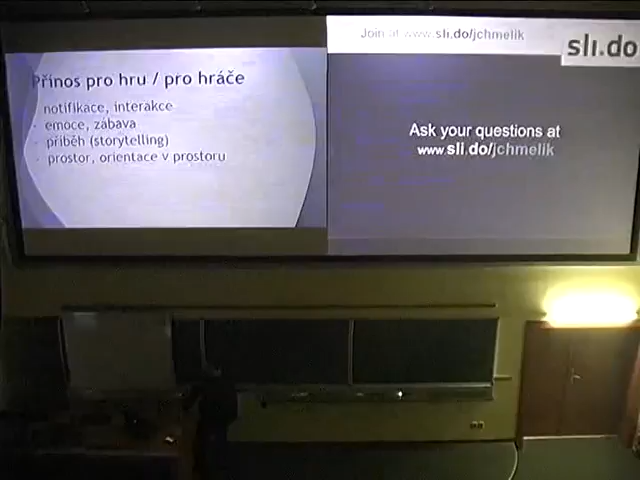 Přínos pro hru / pro hráče
notifikace, interakce
emoce, zábava
příběh (storytelling)
prostor, orientace v prostoru
Join at www.sli.do/jchmelik
sli.do
Ask your questions at
www.sli.do/jchmelik